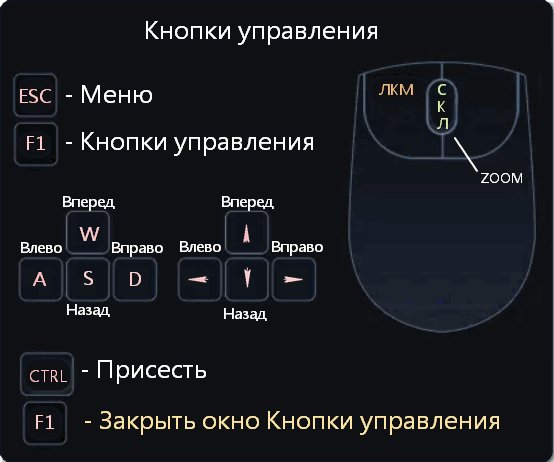 Кнопки управления
ESC - Меню
F1 - Кнопки управления
ЛКМ
С
К
Л
ZOOM
Вперед Вперед
W
Влево Вправо Влево Вправо
A S D
Назад Назад
CTRL - Присесть
F1 - Закрыть окно Кнопки управления